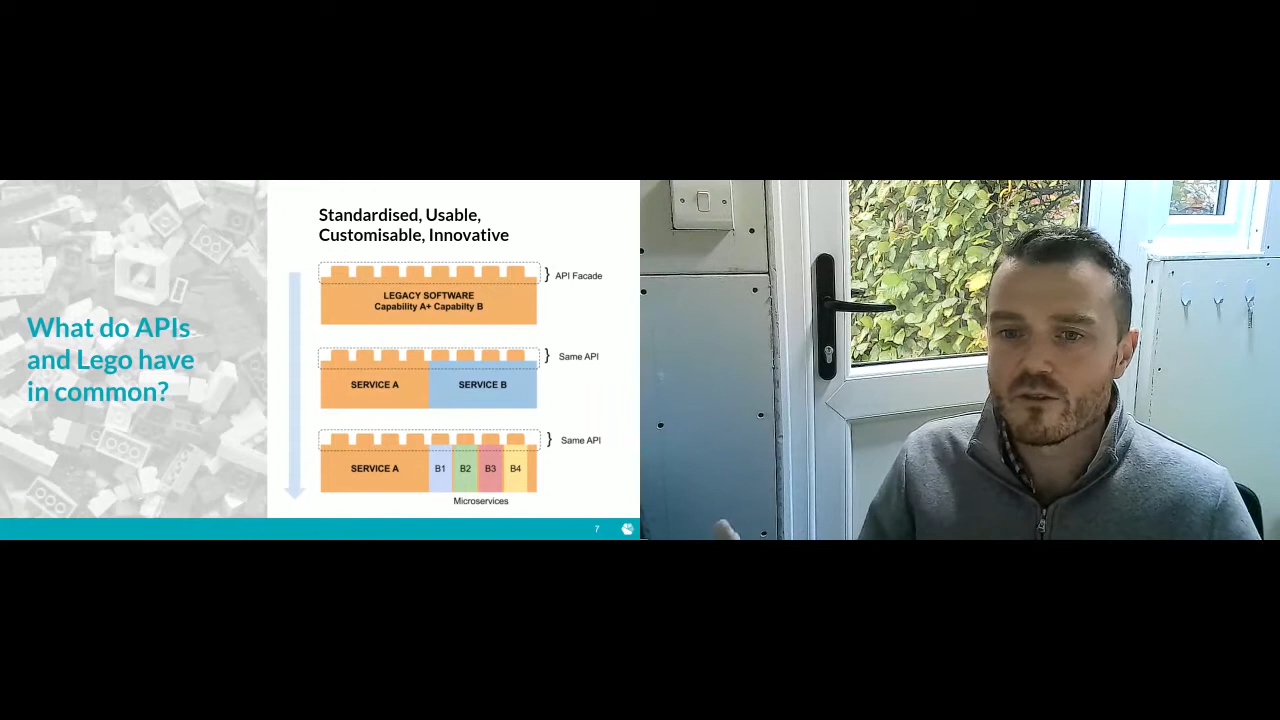 What do APIs
and Lego have
in common?
Standardised, Usable,
Customisable, Innovative
LEGACY SOFTWARE
Capability A+ Capabilty B
} API Facade
SERVICE A
SERVICE B
} Same API
SERVICE A
B1
B2
B3
B4
} Same API
Microservices
7